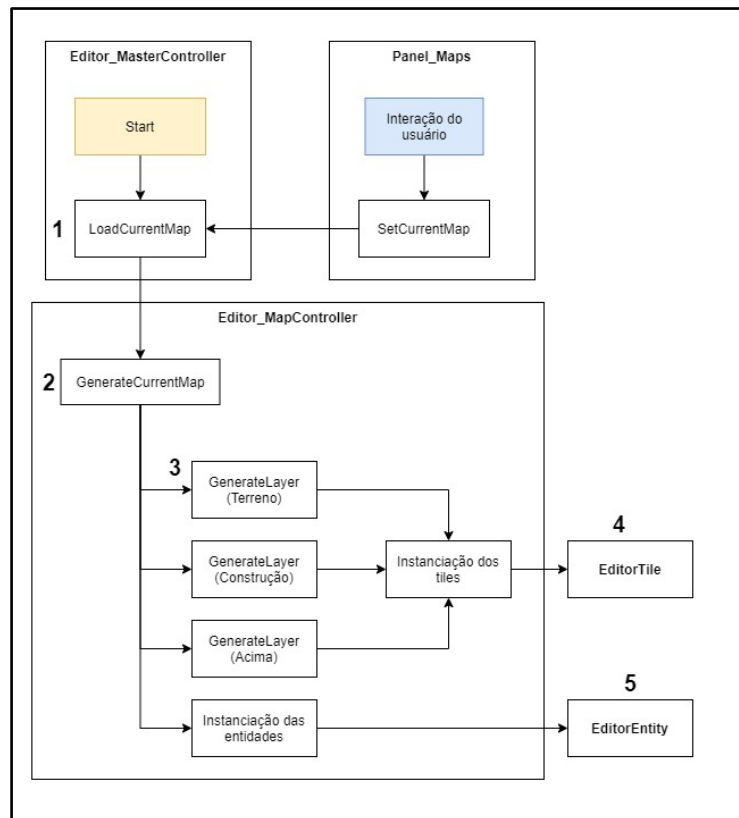 Editor_MasterController
Panel_Maps
Start
Interação do
usuário
1
LoadCurrentMap
SetCurrentMap
Editor_MapController
2
GenerateCurrentMap
3
GenerateLayer
(Terreno)
4
GenerateLayer
(Construção)
Instanciação dos
tiles
EditorTile
GenerateLayer
(Acima)
5
Instanciação das
entidades
EditorEntity